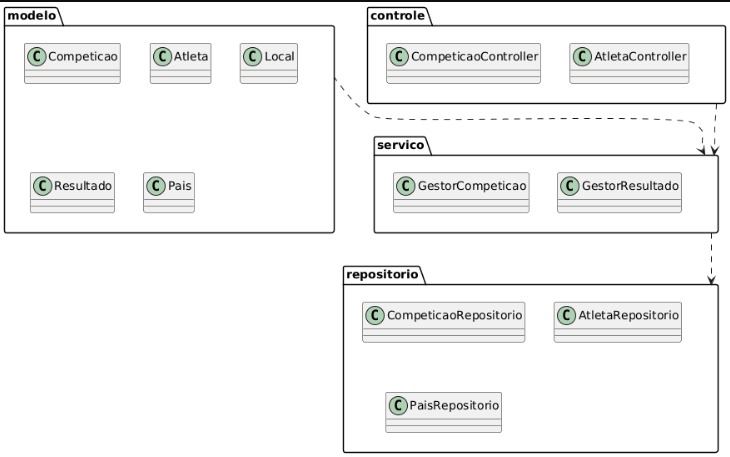 modelo
C Competicao
C Atleta
C Local
C Resultado
C Pais
controle
C CompeticaoController
C AtletaController
servico
C GestorCompeticao
C GestorResultado
repositorio
C CompeticaoRepositorio
C AtletaRepositorio
C PaisRepositorio